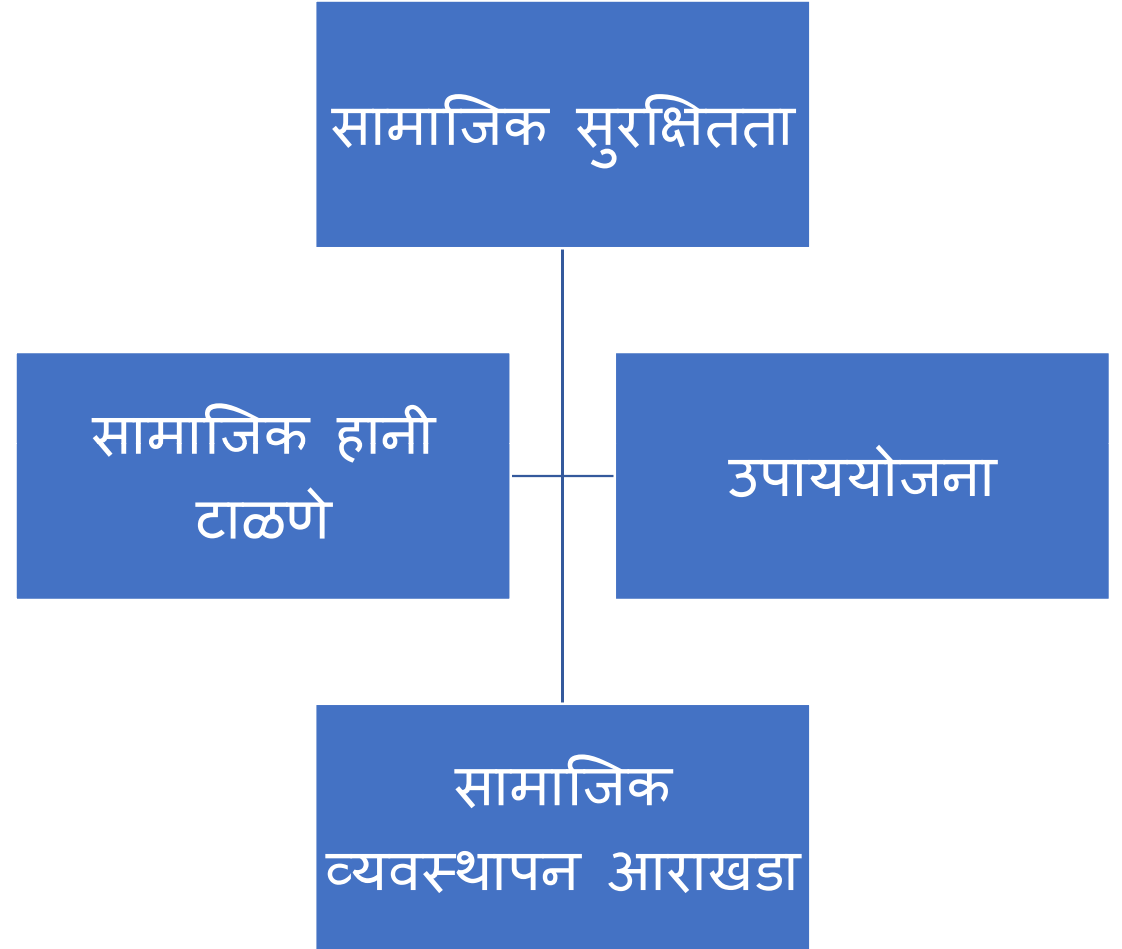 सामाजिक सुरक्षितता
सामाजिक हानी
टाळणे
उपाययोजना
सामाजिक
व्यवस्थापन आराखडा